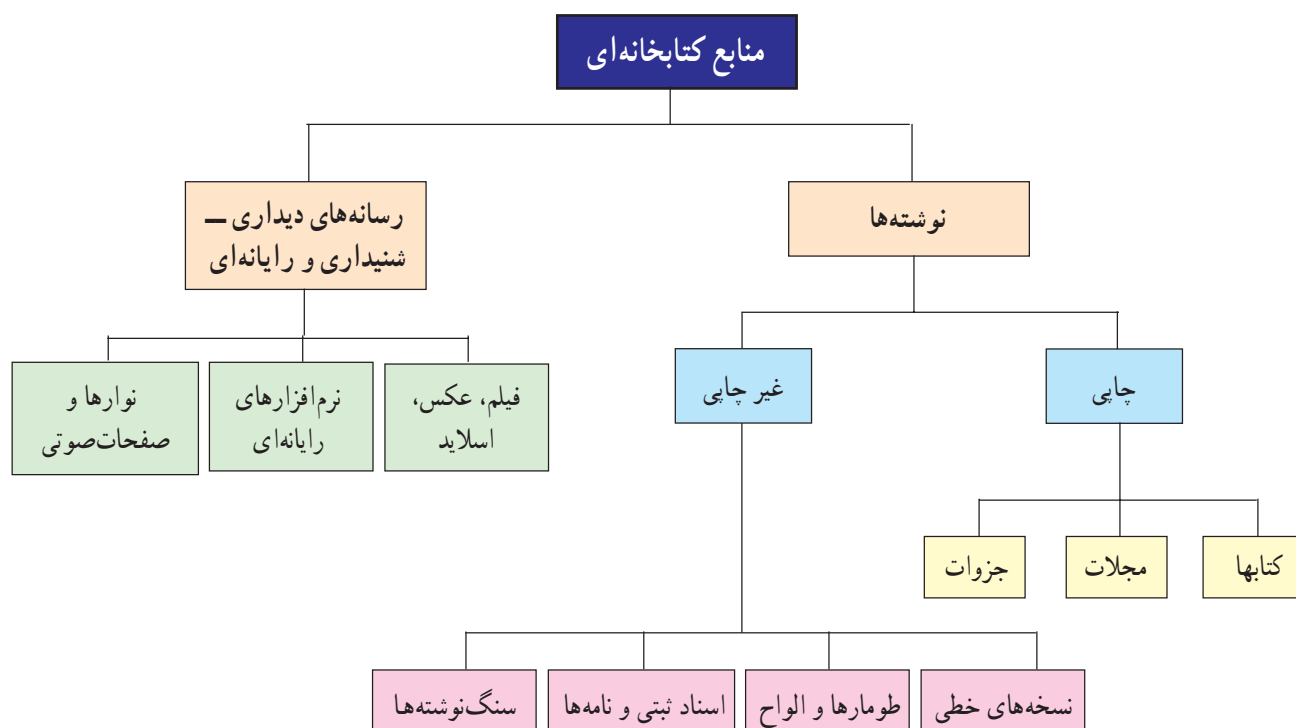 منابع کتابخانه‌ای
نوشته‌ها
رسانه‌های دیداری ـ
شنیداری و رایانه‌ای
چاپی
غیر چاپی
فیلم، عکس،
اسلاید
نرم‌افزارهای
رایانه‌ای
نوارها و
صفحات‌صوتی
کتابها
مجلات
جزوات
نسخه‌های خطی
طومارها و الواح
اسناد ثبتی و نامه‌ها
سنگ‌نوشته‌ها